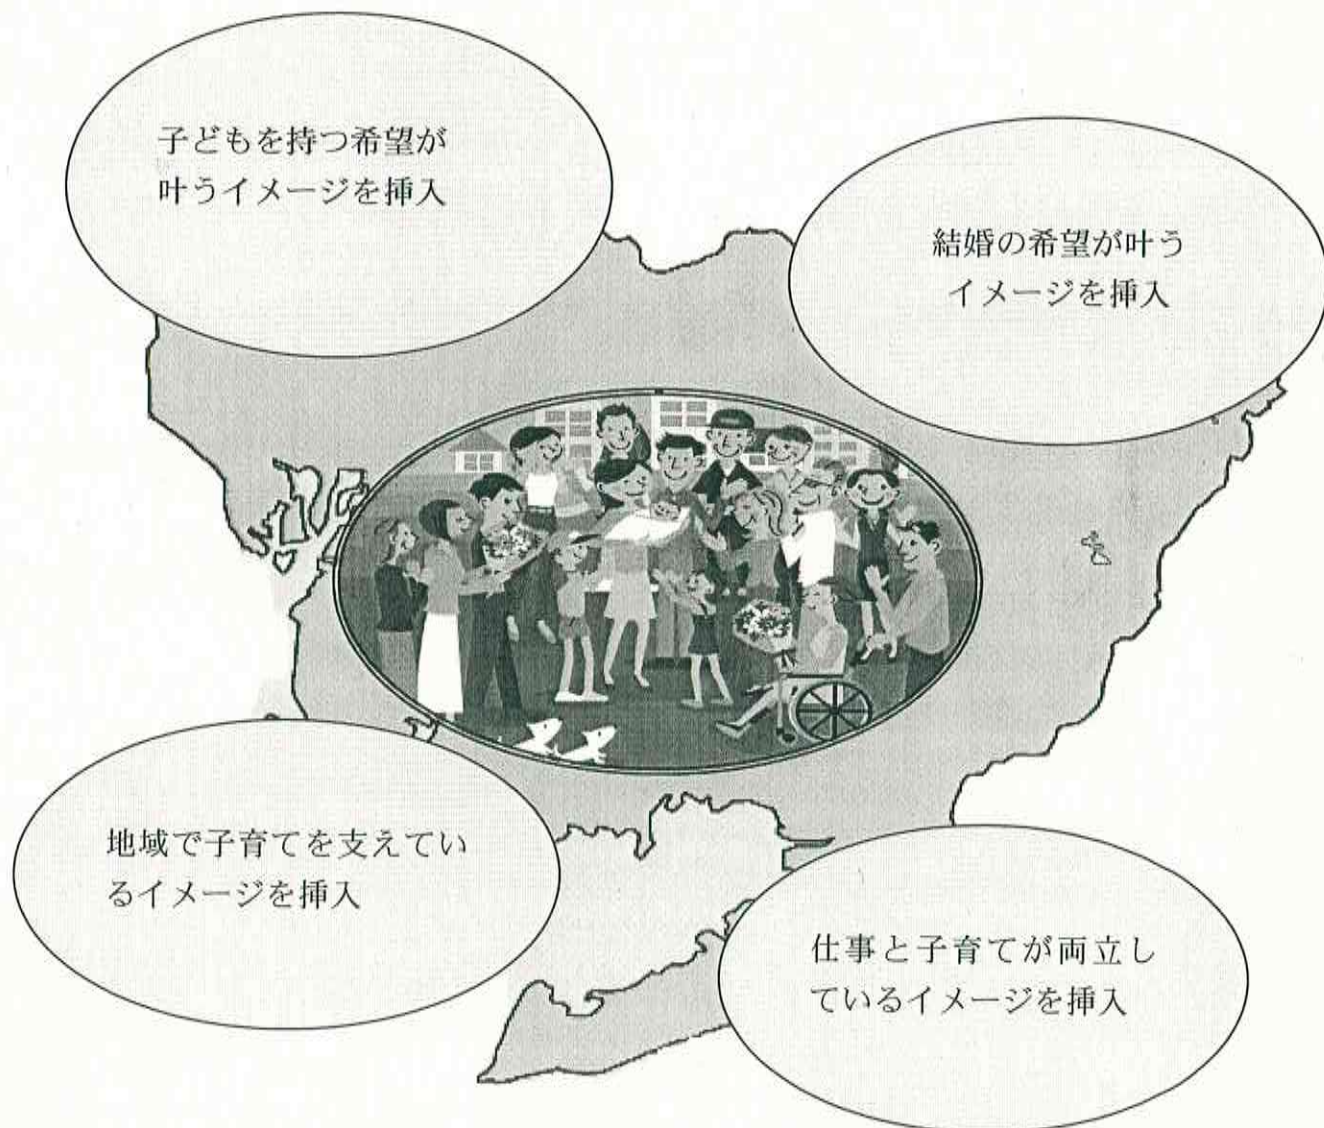 子どもを持つ希望が
叶うイメージを挿入
結婚の希望が叶う
イメージを挿入
地域で子育てを支えてい
るイメージを挿入
仕事と子育てが両立し
ているイメージを挿入